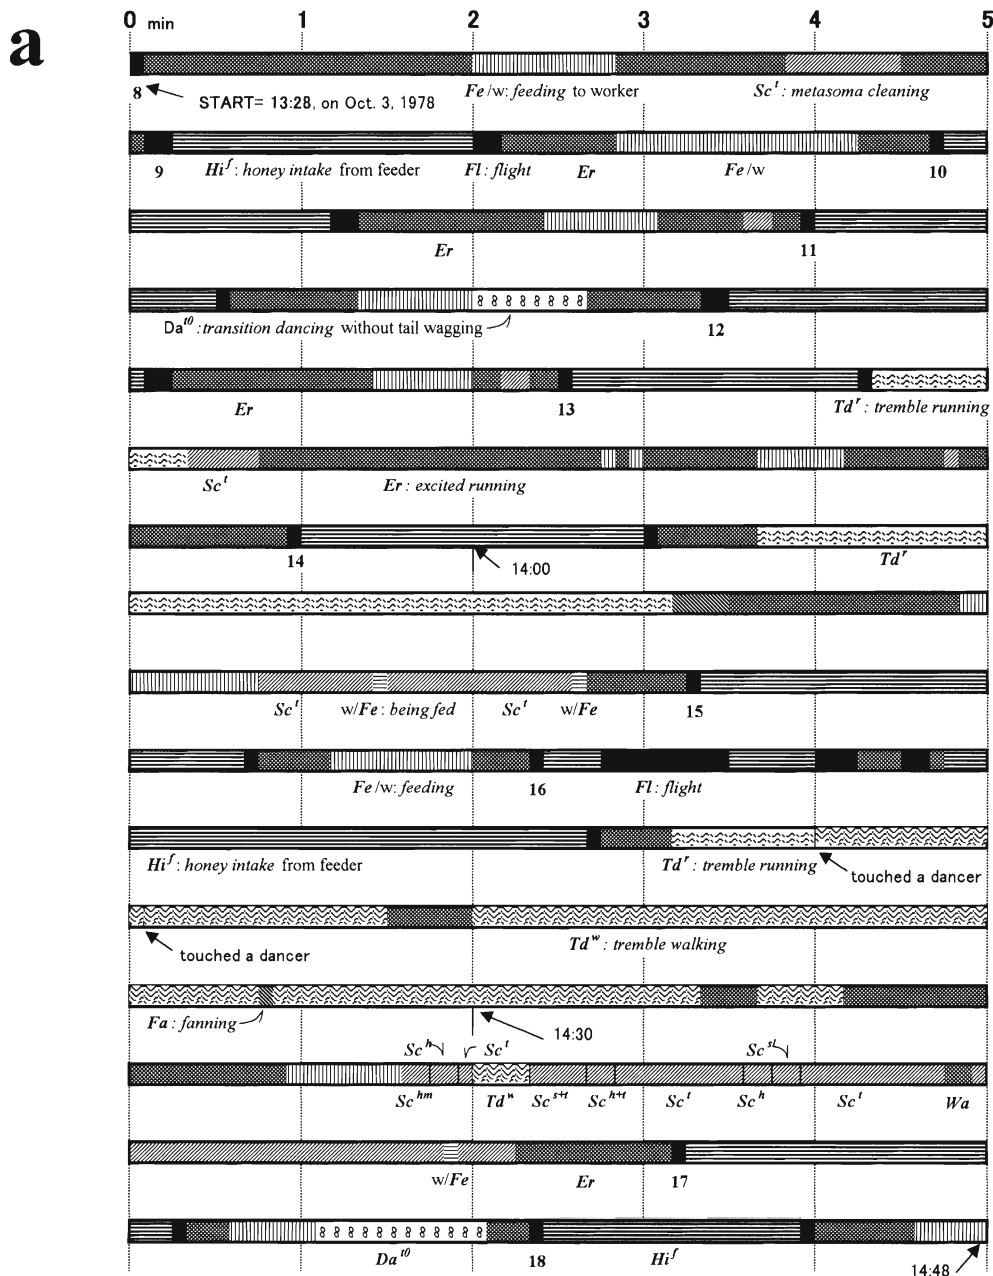 a
0 min 1 2 3 4 5
8 START= 13:28, on Oct. 3, 1978 Fe/w: feeding to worker Sc^t : metasoma cleaning
9 Hi^f : honey intake from feeder Fl : flight Er Fe/w 10
Er 11
Da^t0 : transition dancing without tail wagging 12
Er 13 Td^r : tremble running
Sc^t Er : excited running
14 14:00 Td^r
Sc^t w/Fe : being fed Sc^t w/Fe 15
Fe/w: feeding 16 Fl : flight
Hi^f : honey intake from feeder Td^r : tremble running touched a dancer
touched a dancer Td^w : tremble walking
Fa : fanning 14:30
Sc^h Sc^t Sc^sl
Sc^hm Td^w Sc^s+t Sc^h+t Sc^t Sc^h Sc^t Wa
w/Fe Er 17
Da^t0 18 Hi^f 14:48